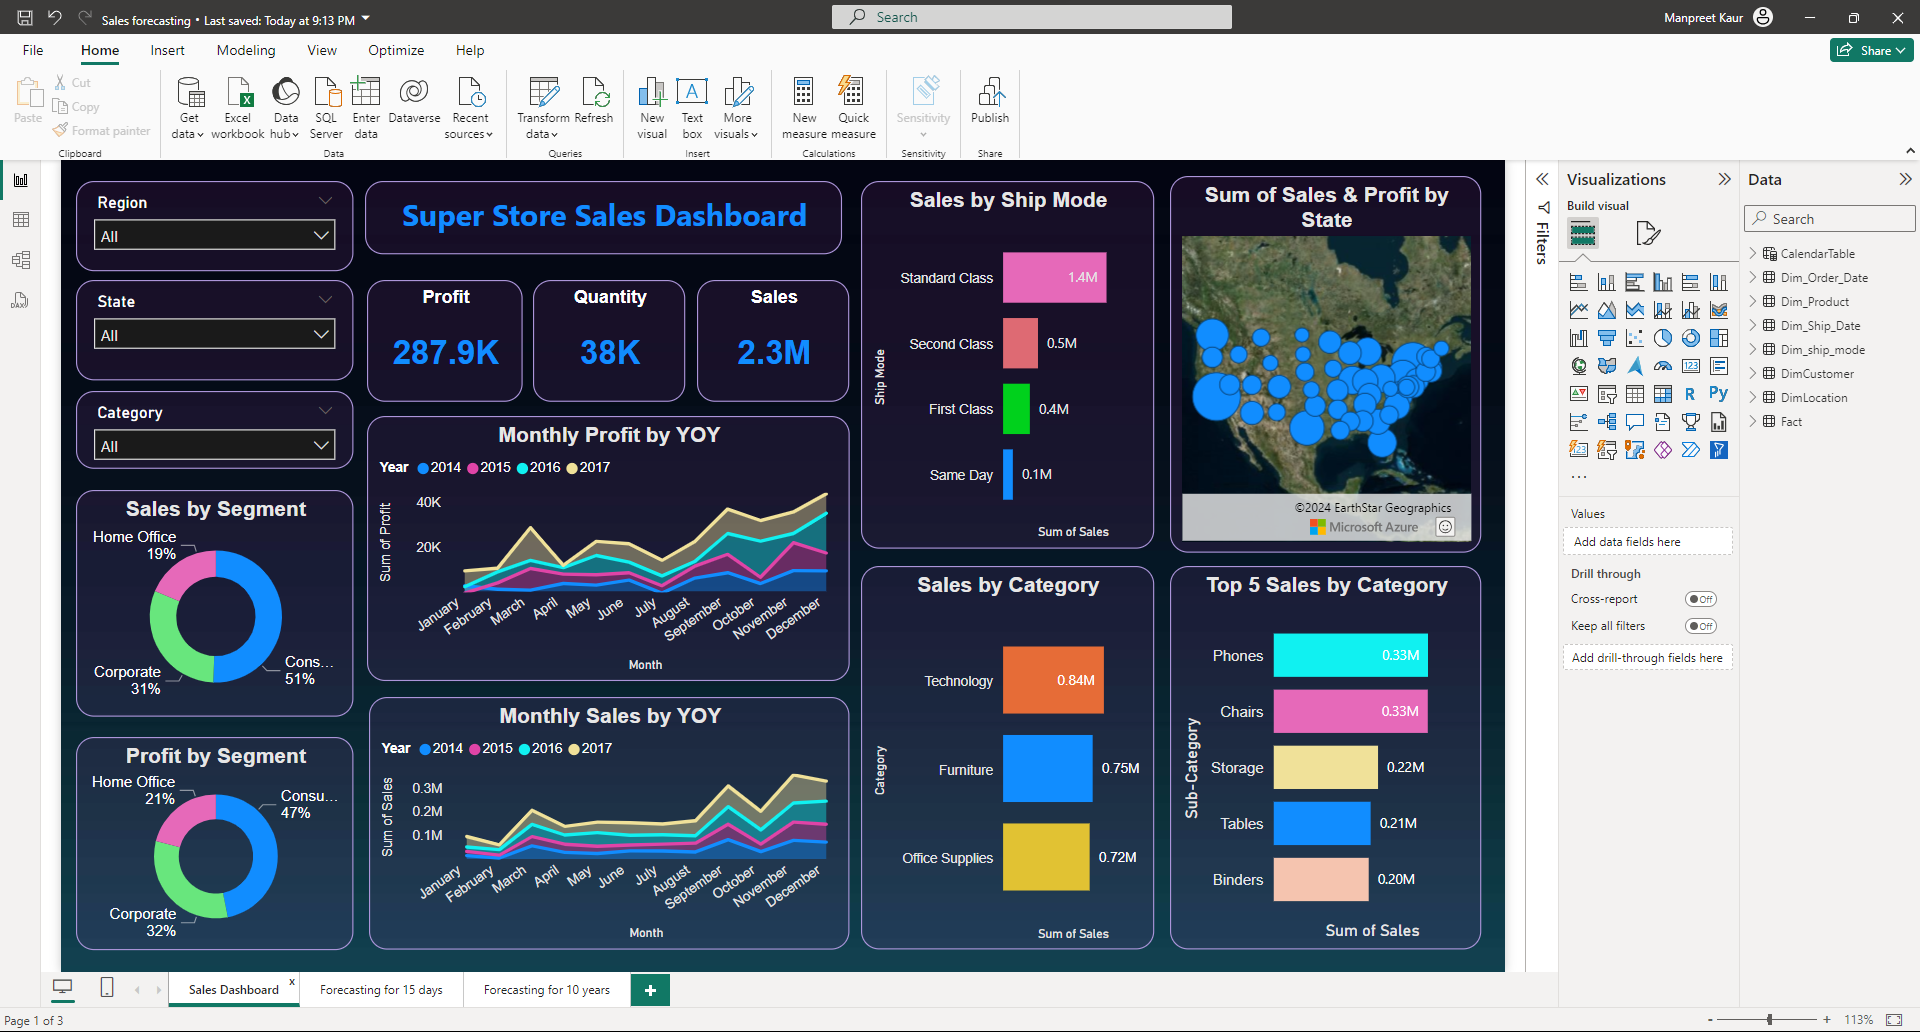 Sales forecasting • Last saved: Today at 9:13 PM
Search
Manpreet Kaur
File
Home
Insert
Modeling
View
Optimize
Help
Share
Paste
Cut
Copy
Format painter
Clipboard
Get data
Excel workbook
Data hub
SQL Server
Enter data
Dataverse
Recent sources
Data
Transform data
Refresh
Queries
New visual
A
Text box
More visuals
Insert
New measure
Quick measure
Calculations
Sensitivity
Sensitivity
Publish
Share
Region
All
State
All
Category
All
Super Store Sales Dashboard
Profit
287.9K
Quantity
38K
Sales
2.3M
Sales by Segment
Home Office
19%
Corporate
31%
Cons...
51%
Profit by Segment
Home Office
21%
Consu...
47%
Corporate
32%
Monthly Profit by YOY
Year 2014 2015 2016 2017
Sum of Profit
40K
20K
January
February
March
April
May
June
July
August
September
October
November
December
Month
Monthly Sales by YOY
Year 2014 2015 2016 2017
Sum of Sales
0.3M
0.2M
0.1M
January
February
March
April
May
June
July
August
September
October
November
December
Month
Sales by Ship Mode
Ship Mode
Standard Class 1.4M
Second Class 0.5M
First Class 0.4M
Same Day 0.1M
Sum of Sales
Sum of Sales & Profit by
State
©2024 EarthStar Geographics
Microsoft Azure
Sales by Category
Category
Technology 0.84M
Furniture 0.75M
Office Supplies 0.72M
Sum of Sales
Top 5 Sales by Category
Sub-Category
Phones 0.33M
Chairs 0.33M
Storage 0.22M
Tables 0.21M
Binders 0.20M
Sum of Sales
Filters
Visualizations
Build visual
123
R
Py
123
...
Values
Add data fields here
Drill through
Cross-report
Off
Keep all filters
Off
Add drill-through fields here
Data
Search
CalendarTable
Dim_Order_Date
Dim_Product
Dim_Ship_Date
Dim_ship_mode
DimCustomer
DimLocation
Fact
DAX
Sales Dashboard
x
Forecasting for 15 days
Forecasting for 10 years
+
Page 1 of 3
- + 113%